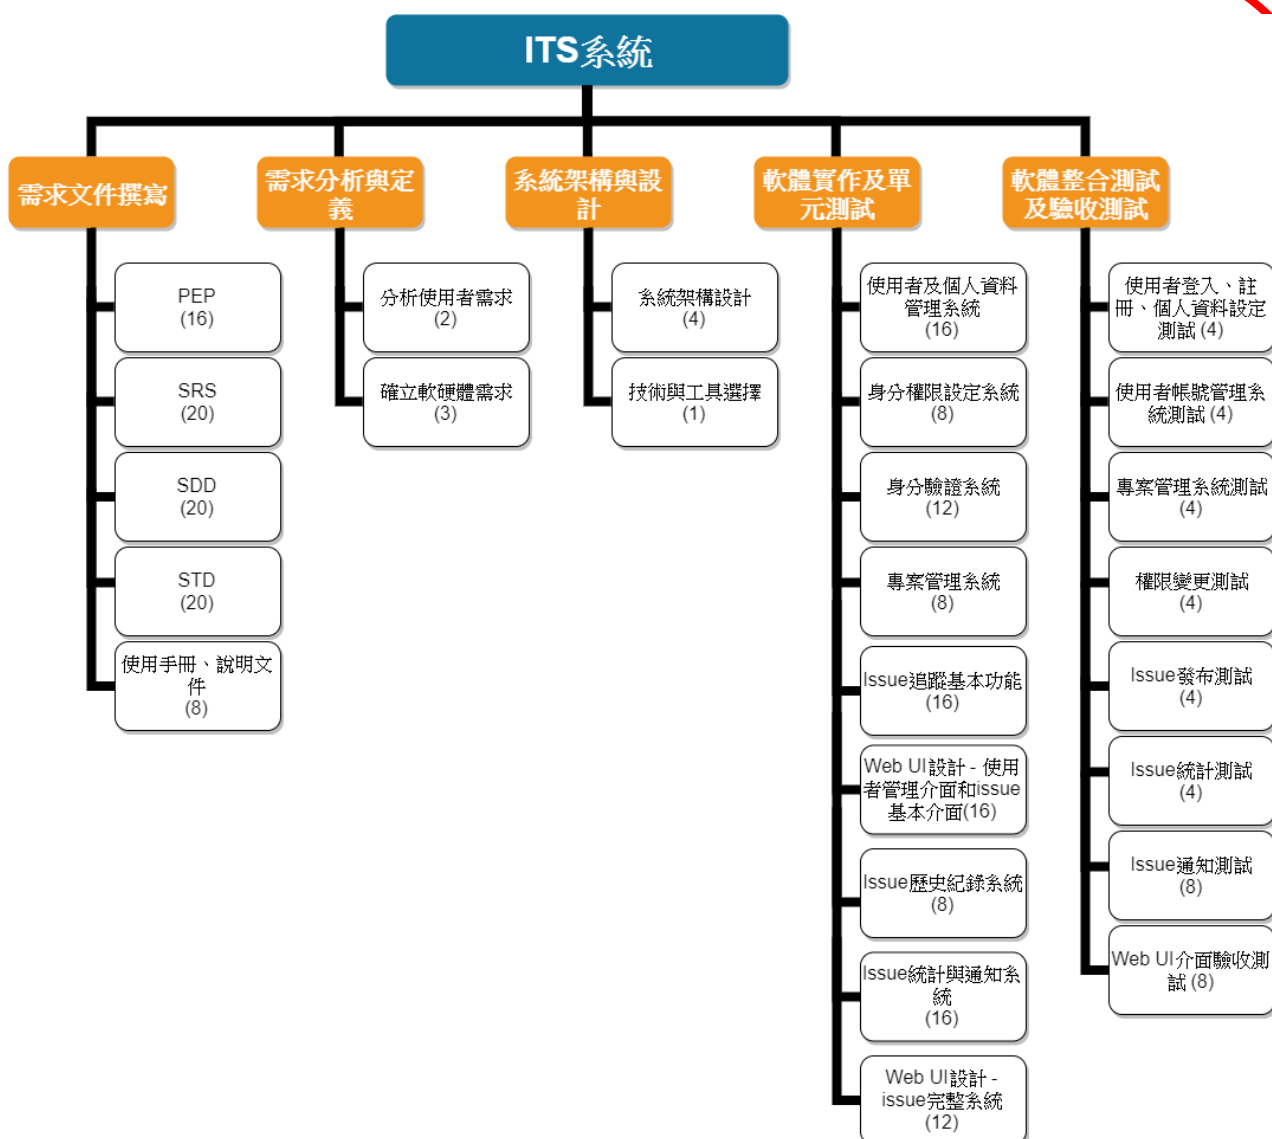 ITS系統
需求文件撰寫
PEP
(16)
SRS
(20)
SDD
(20)
STD
(20)
使用手冊、說明文
件
(8)
需求分析與定
義
分析使用者需求
(2)
確立軟硬體需求
(3)
系統架構與設
計
系統架構設計
(4)
技術與工具選擇
(1)
軟體實作及單
元測試
使用者及個人資料
管理系統
(16)
身分權限設定系統
(8)
身分驗證系統
(12)
專案管理系統
(8)
Issue追蹤基本功能
(16)
Web UI設計 - 使用
者管理介面和issue
基本介面(16)
Issue歷史紀錄系統
(8)
Issue統計與通知系
統
(16)
Web UI設計 -
issue完整系統
(12)
軟體整合測試
及驗收測試
使用者登入、註
冊、個人資料設定
測試 (4)
使用者帳號管理系
統測試 (4)
專案管理系統測試
(4)
權限變更測試
(4)
Issue發布測試
(4)
Issue統計測試
(4)
Issue通知測試
(8)
Web UI介面驗收測
試 (8)